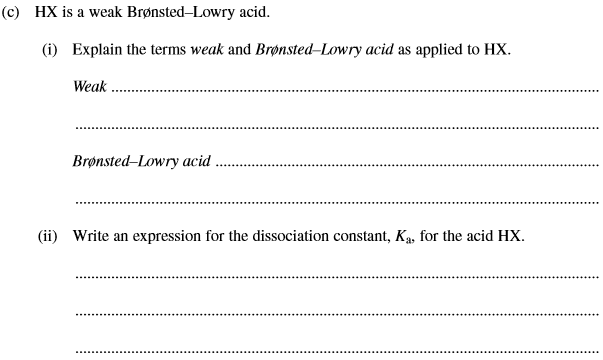 (c) HX is a weak Brønsted–Lowry acid.
(i) Explain the terms weak and Brønsted–Lowry acid as applied to HX.
Weak ..........................................................................................................................
...................................................................................................................................
Brønsted–Lowry acid ................................................................................................
...................................................................................................................................
(ii) Write an expression for the dissociation constant, Ka, for the acid HX.
...................................................................................................................................
...................................................................................................................................
...................................................................................................................................